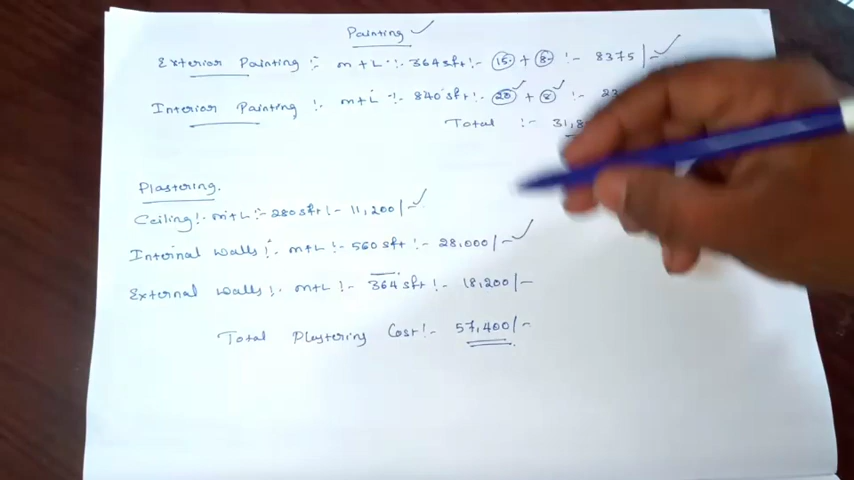 Painting
Exterior Painting :- m+L :- 364 sft :- 15 + 8 :- 8375/-
Interior Painting :- m+L :- 840 sft :- 20 + 8 :-
Total :- 31,8
Plastering.
Ceiling :- m+L :- 280 sft :- 11,200/-
Internal walls :- m+L :- 560 sft :- 28,000/-
External walls :- m+L :- 364 sft :- 18,200/-
Total Plastering Cost :- 57,400/-